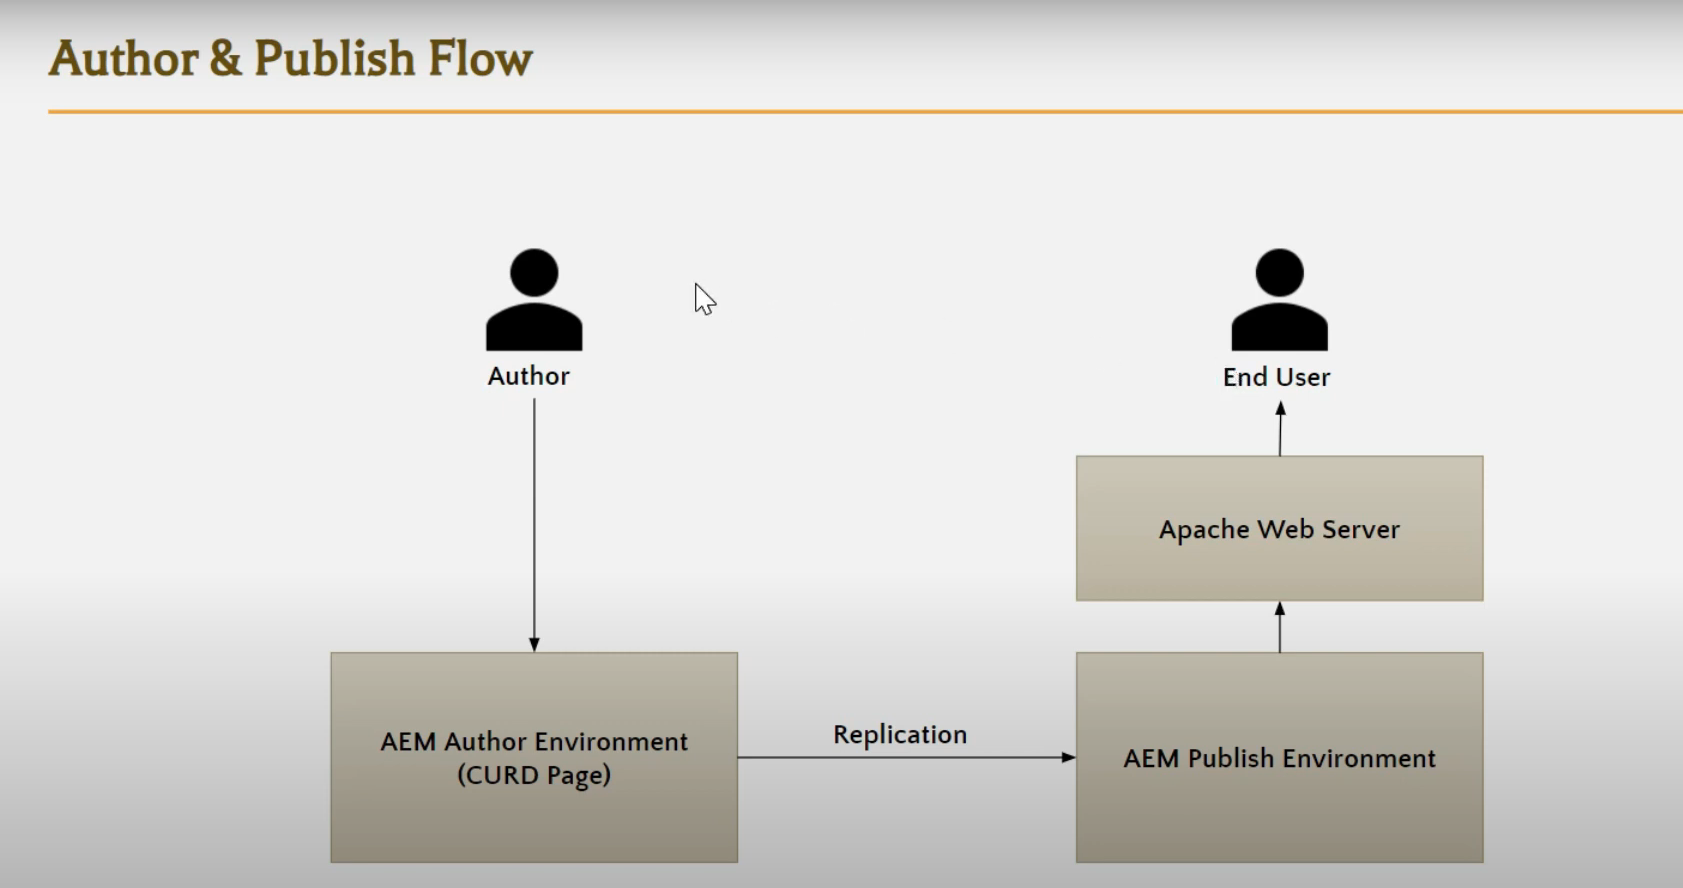 Author & Publish Flow
Author
End User
Apache Web Server
AEM Author Environment
(CURD Page)
Replication
AEM Publish Environment